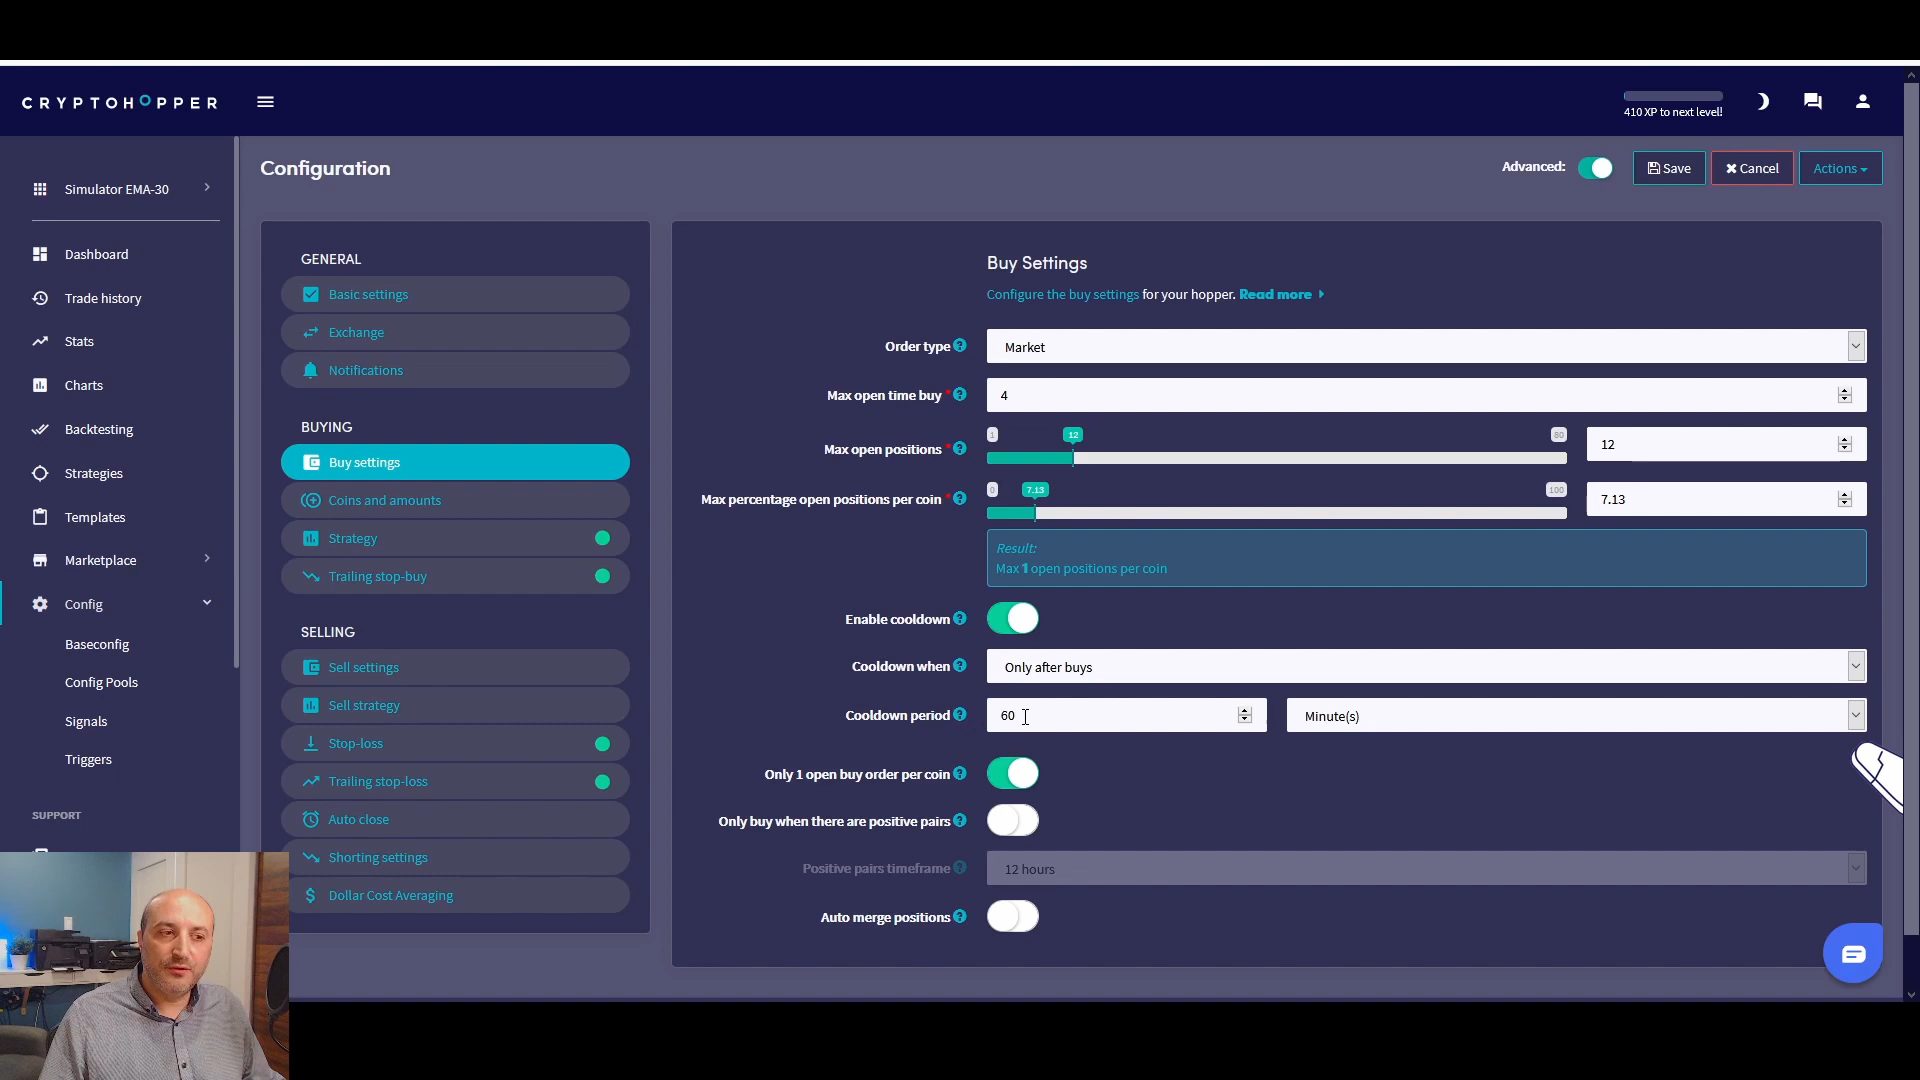 CRYPTOHOPPER
410 XP to next level!
Configuration
Advanced:
Save
Cancel
Actions
Simulator EMA-30
Dashboard
Trade history
Stats
Charts
Backtesting
Strategies
Templates
Marketplace
Config
Baseconfig
Config Pools
Signals
Triggers
SUPPORT
GENERAL
Basic settings
Exchange
Notifications
BUYING
Buy settings
Coins and amounts
Strategy
Trailing stop-buy
SELLING
Sell settings
Sell strategy
Stop-loss
Trailing stop-loss
Auto close
Shorting settings
Dollar Cost Averaging
Buy Settings
Configure the buy settings for your hopper. Read more
Order type ? Market
Max open time buy * ? 4
Max open positions * ? 1 12 80 12
Max percentage open positions per coin * ? 0 7.13 100 7.13
Result:
Max 1 open positions per coin
Enable cooldown ?
Cooldown when ? Only after buys
Cooldown period ? 60 Minute(s)
Only 1 open buy order per coin ?
Only buy when there are positive pairs ?
Positive pairs timeframe ? 12 hours
Auto merge positions ?